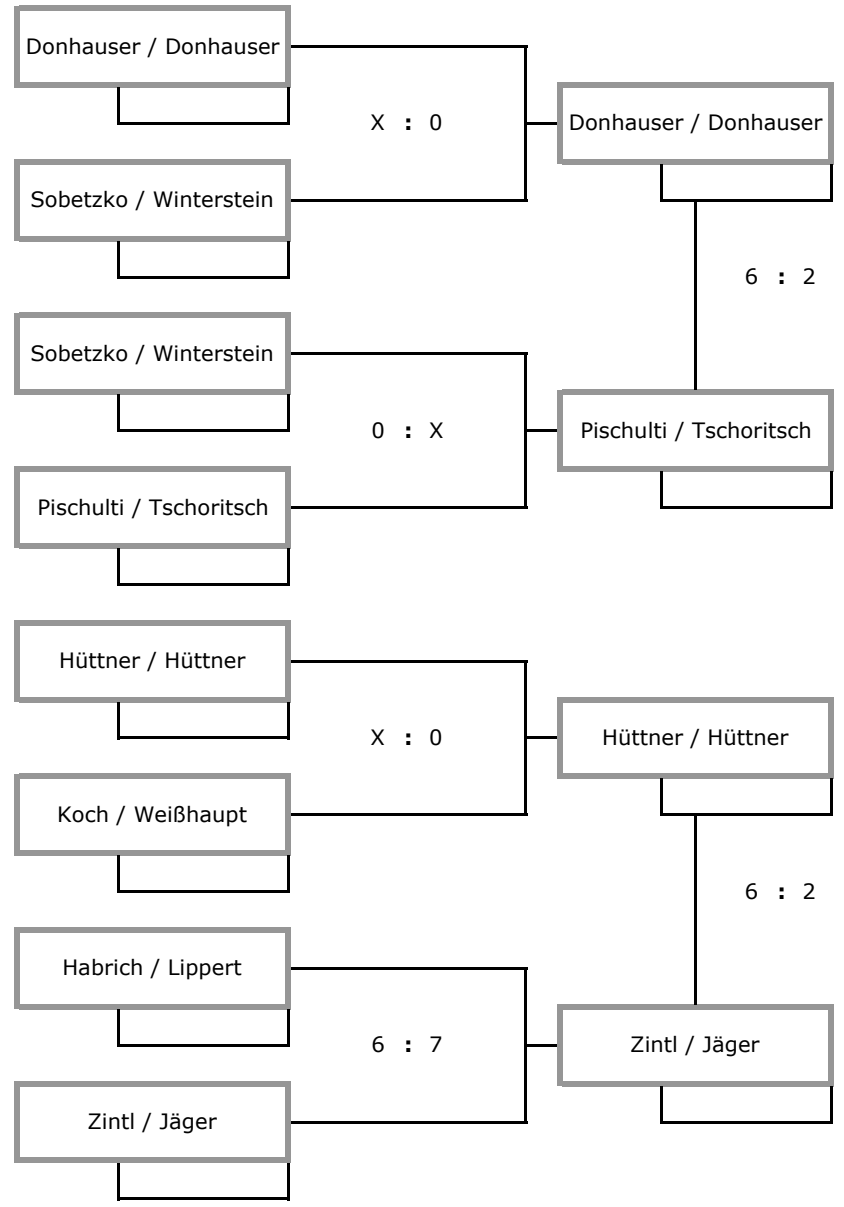 Donhauser / Donhauser
X : 0
Donhauser / Donhauser
Sobetzko / Winterstein
6 : 2
Sobetzko / Winterstein
0 : X
Pischulti / Tschoritsch
Pischulti / Tschoritsch
Hüttner / Hüttner
X : 0
Hüttner / Hüttner
Koch / Weißhaupt
6 : 2
Habrich / Lippert
6 : 7
Zintl / Jäger
Zintl / Jäger